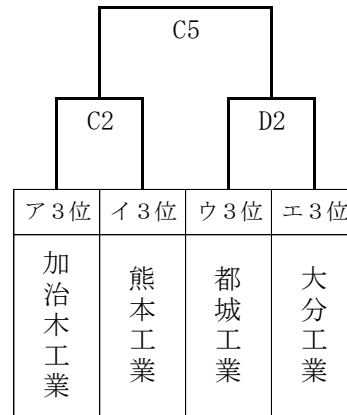 C5
C2
D2
ア３位
イ３位
ウ３位
エ３位
加治木工業
熊本工業
都城工業
大分工業